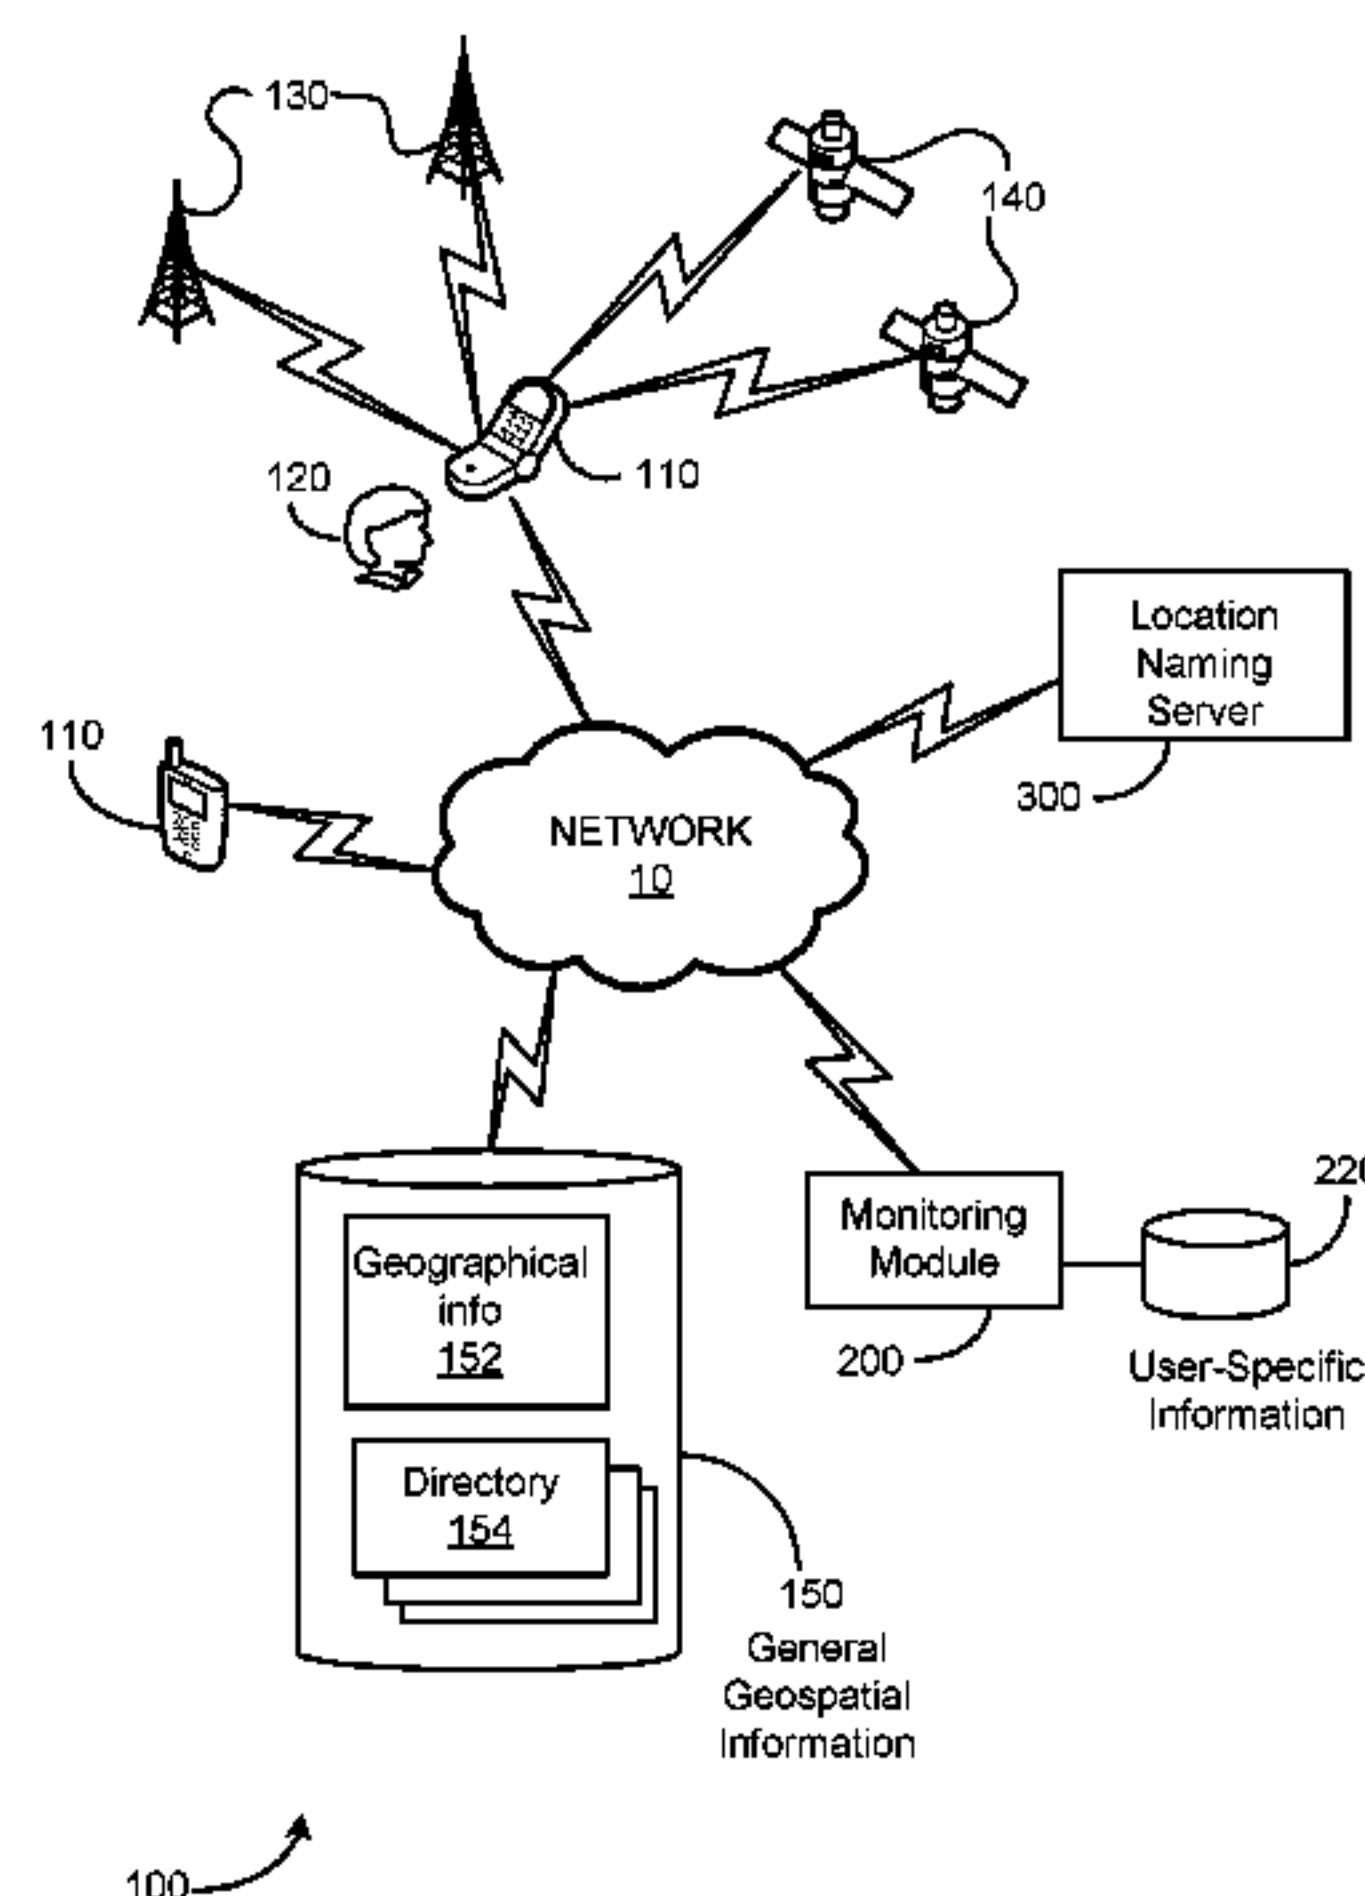 130
140
120
110
Location
Naming
Server
110
300
NETWORK
10
220
Monitoring
Module
Geographical
info
152
200
User-Specific
Information
Directory
154
150
General
Geospatial
Information
100